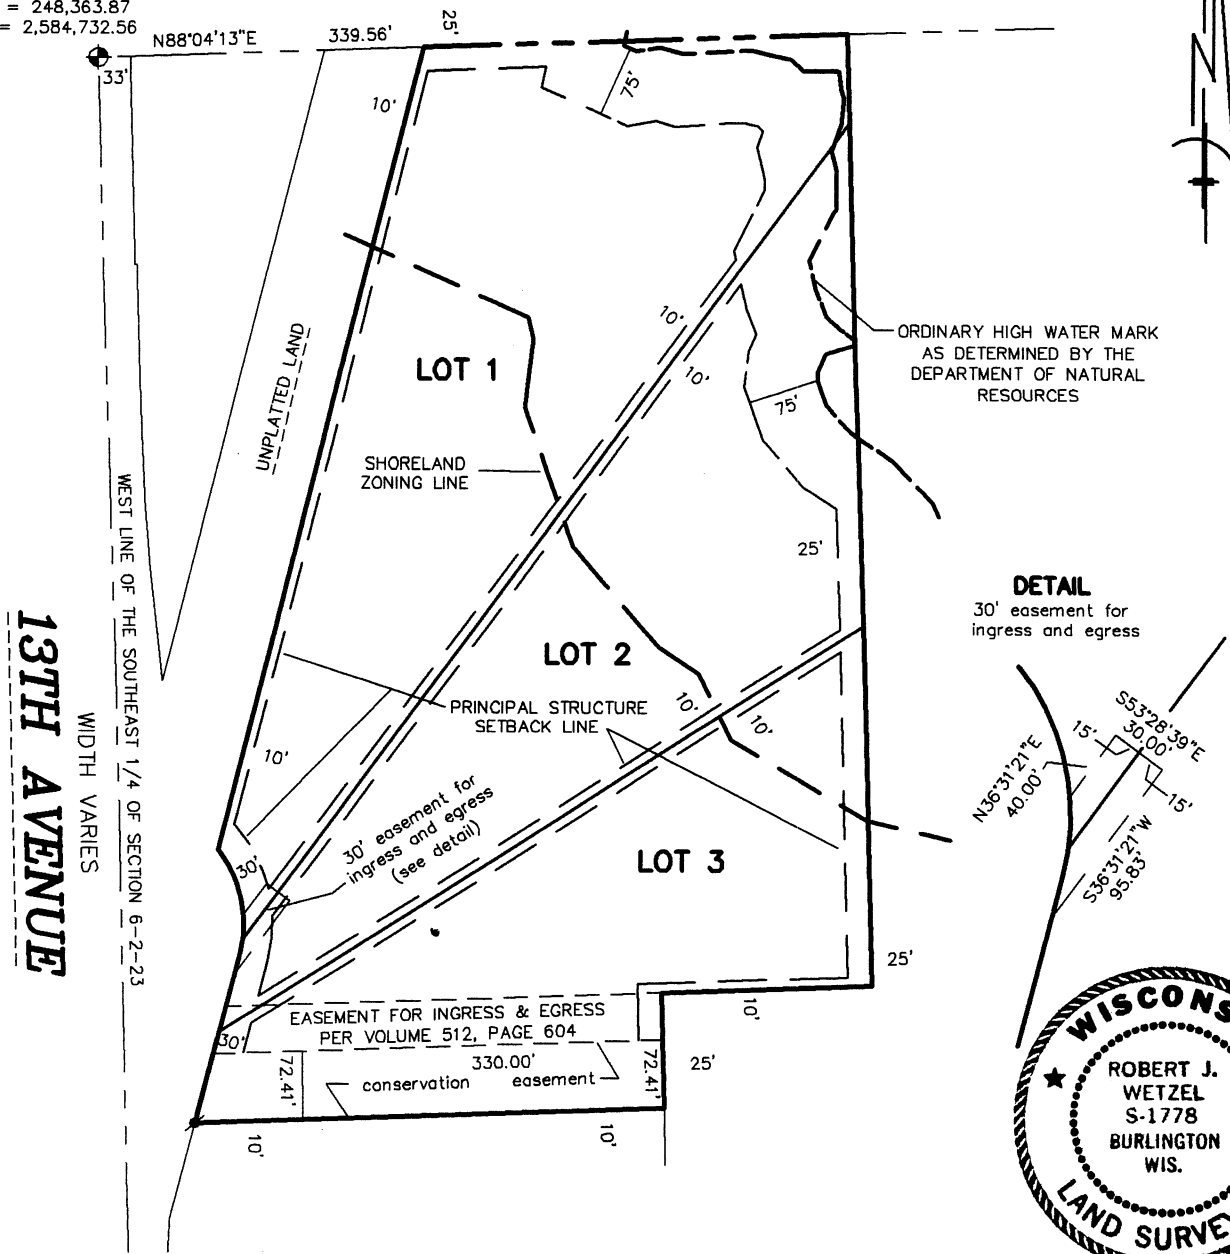 = 248,363.87
= 2,584,732.56
N88°04'13"E
339.56'
25'
33'
10'
75'
UNPLATTED LAND
LOT 1
10'
10'
ORDINARY HIGH WATER MARK
AS DETERMINED BY THE
DEPARTMENT OF NATURAL
RESOURCES
75'
SHORELAND
ZONING LINE
WEST LINE OF THE SOUTHEAST 1/4 OF SECTION 6-2-23
25'
13TH AVENUE
WIDTH VARIES
DETAIL
30' easement for
ingress and egress
LOT 2
PRINCIPAL STRUCTURE
SETBACK LINE
10'
10'
10'
S53°28'39"E
30.00'
15'
15'
N36°31'21"E
40.00'
S36°31'21"W
95.83'
30' easement for
ingress and egress
(see detail)
30'
LOT 3
25'
EASEMENT FOR INGRESS & EGRESS
PER VOLUME 512, PAGE 604
10'
30'
72.41'
330.00'
72.41'
25'
conservation easement
10'
10'
WISCONS
ROBERT J.
WETZEL
S-1778
BURLINGTON
WIS.
LAND SURVE